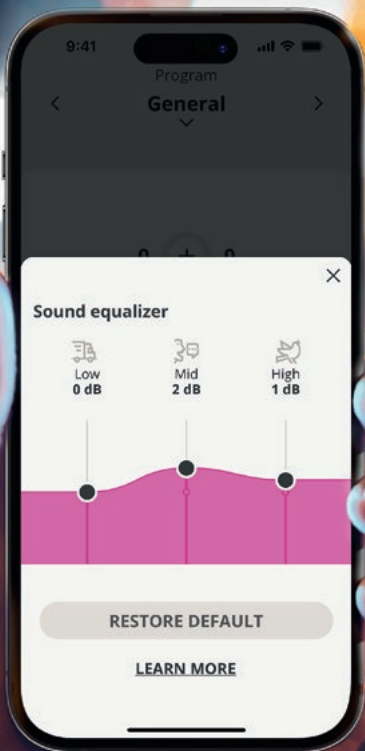 9:41
Program
General
0 + 0
Sound equalizer
Low
Mid
High
0 dB
2 dB
1 dB
RESTORE DEFAULT
LEARN MORE